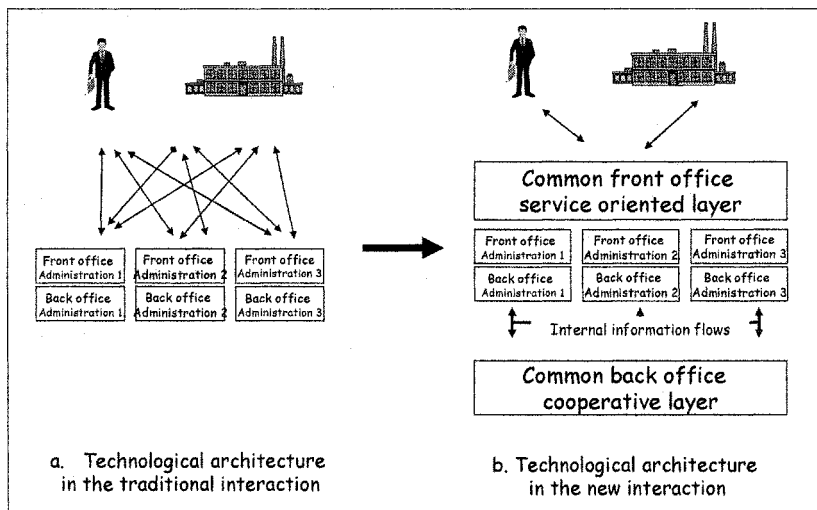 Front office
Administration 1
Front office
Administration 2
Front office
Administration 3
Back office
Administration 1
Back office
Administration 2
Back office
Administration 3
a. Technological architecture
in the traditional interaction
Common front office
service oriented layer
Front office
Administration 1
Front office
Administration 2
Front office
Administration 3
Back office
Administration 1
Back office
Administration 2
Back office
Administration 3
Internal information flows
Common back office
cooperative layer
b. Technological architecture
in the new interaction